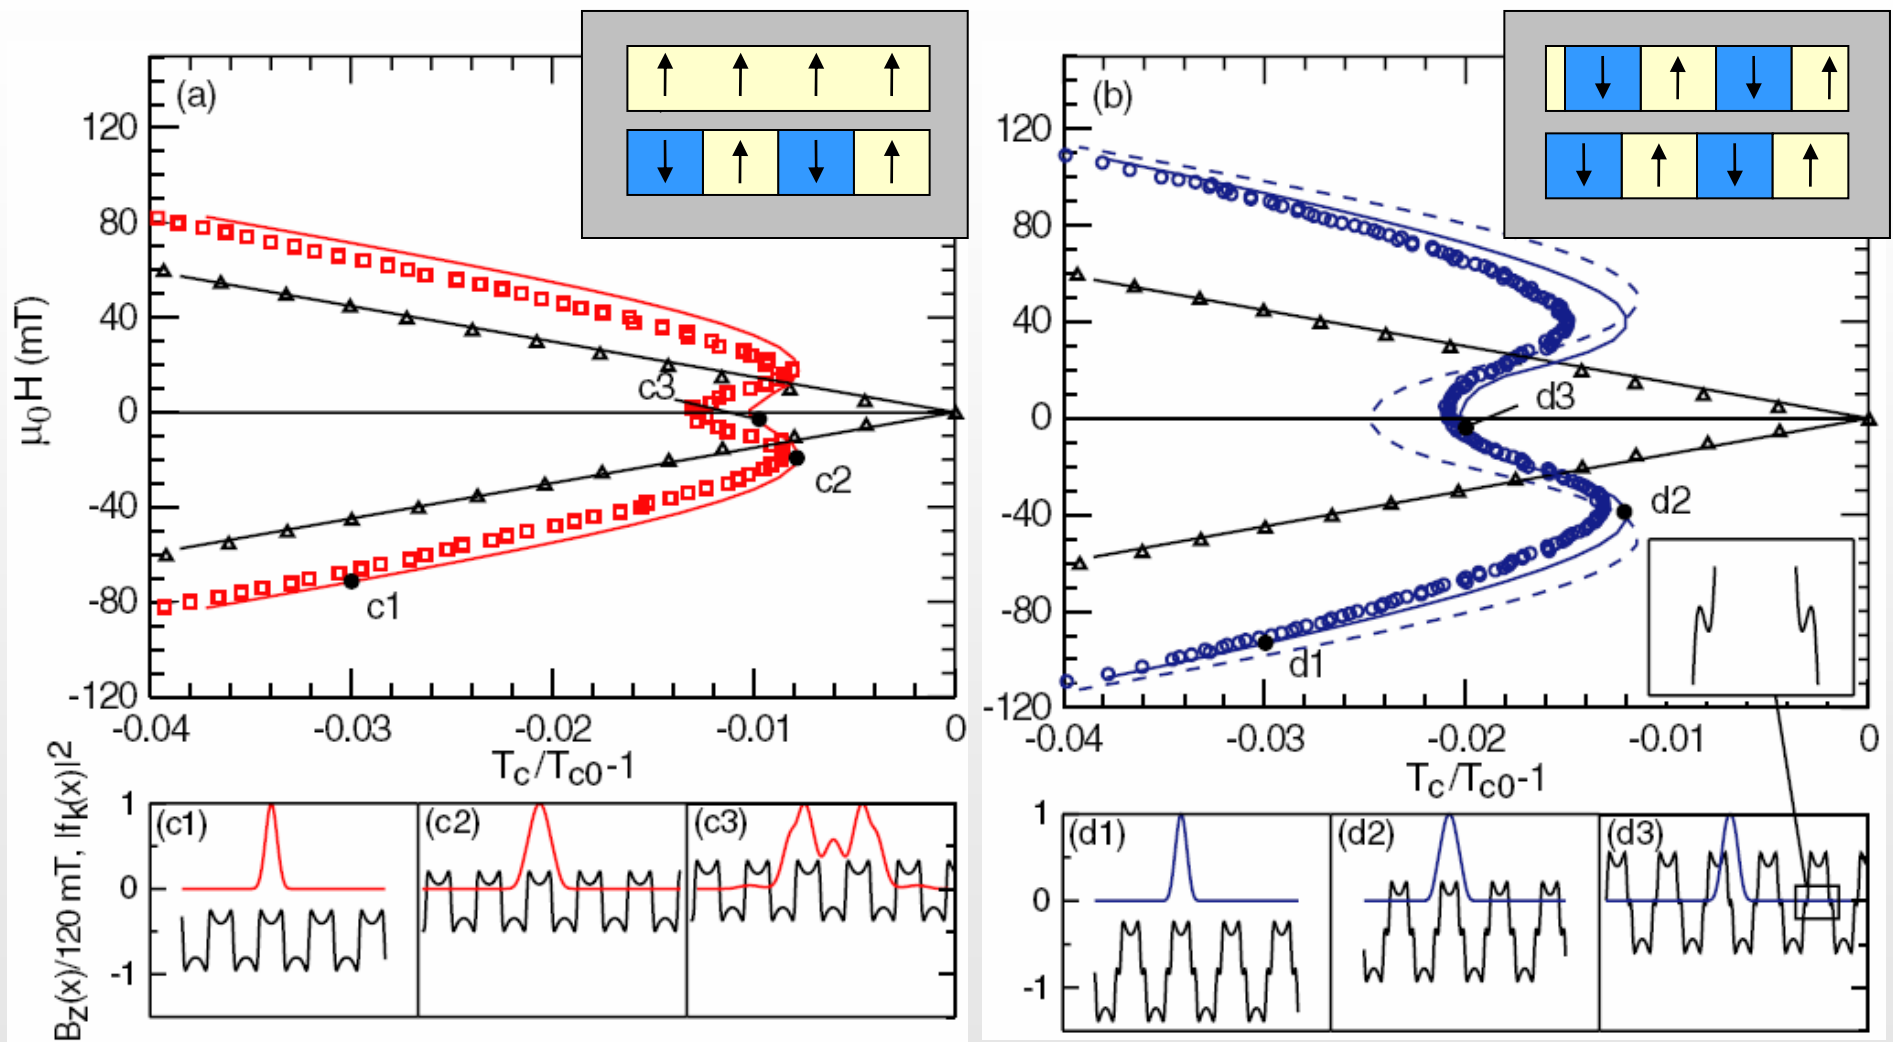 (a)
120
80
40
0
-40
-80
-120
μ0H (mT)
c3
c2
c1
-0.04 -0.03 -0.02 -0.01 0
Tc/Tc0-1
(b)
120
80
40
0
-40
-80
-120
d3
d2
d1
-0.04 -0.03 -0.02 -0.01 0
Tc/Tc0-1
Bz(x)/120 mT, |fk(x)|2
1
0
-1
(c1) (c2) (c3)
1
0
-1
(d1) (d2) (d3)